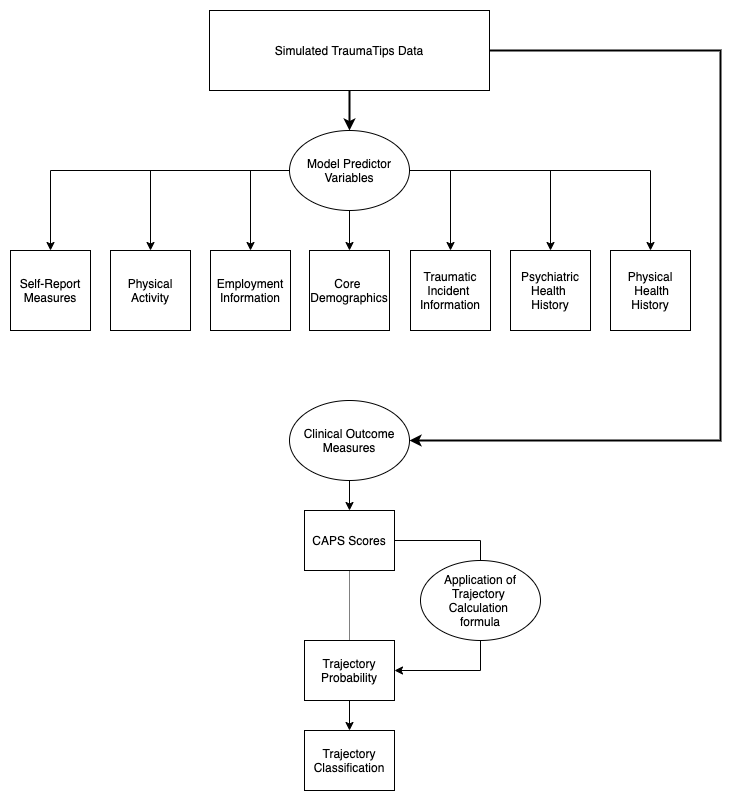 Simulated TraumaTips Data
Model Predictor
Variables
Self-Report
Measures
Physical
Activity
Employment
Information
Core
Demographics
Traumatic
Incident
Information
Psychiatric
Health
History
Physical
Health
History
Clinical Outcome
Measures
CAPS Scores
Application of
Trajectory
Calculation
formula
Trajectory
Probability
Trajectory
Classification